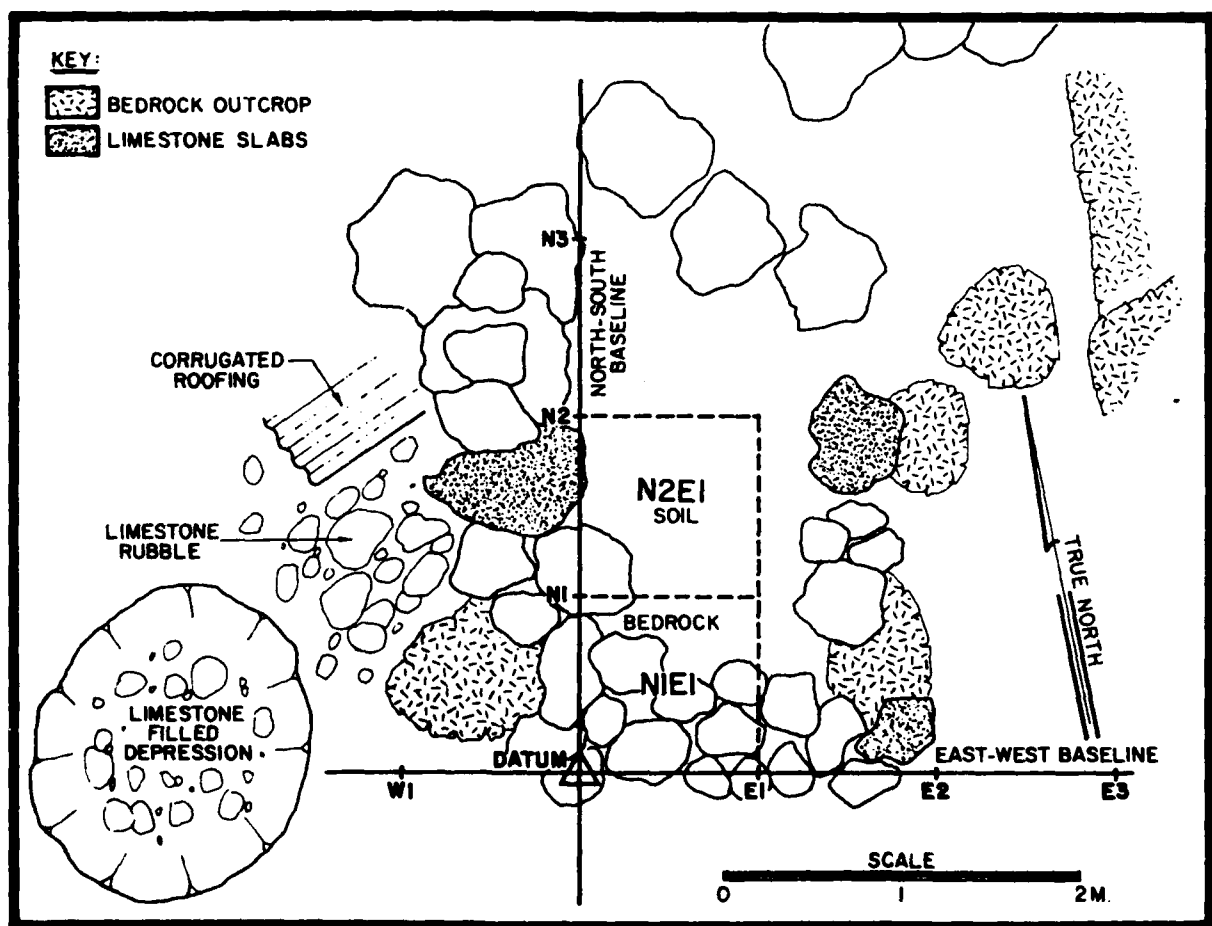 KEY:
BEDROCK OUTCROP
LIMESTONE SLABS
N3
NORTH-SOUTH
BASELINE
CORRUGATED
ROOFING
N2
N2E1
SOIL
LIMESTONE
RUBBLE
TRUE NORTH
N1
BEDROCK
N1E1
LIMESTONE
FILLED
DEPRESSION
DATUM
EAST-WEST BASELINE
W1
E1
E2
E3
SCALE
0
1
2M.